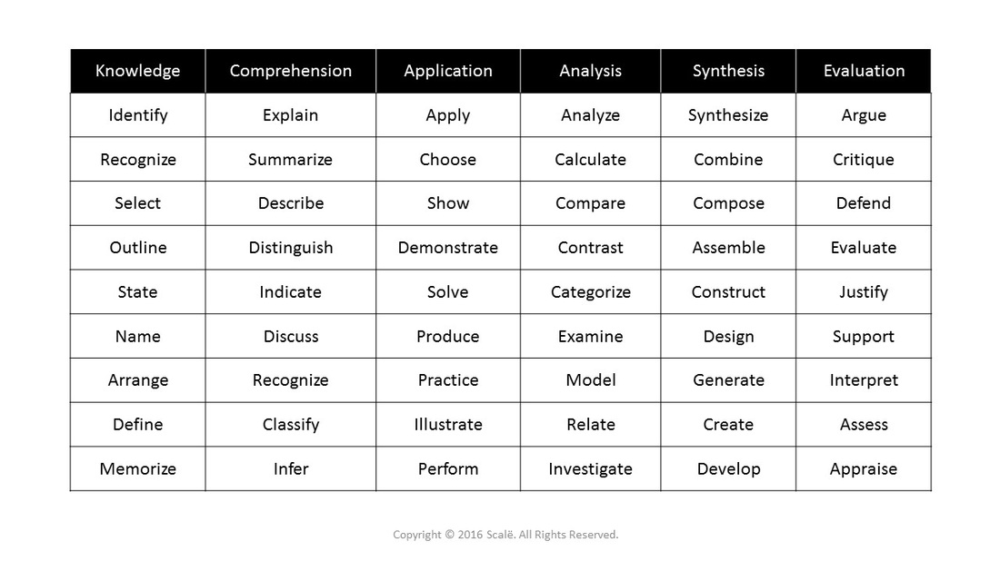 Knowledge Comprehension Application Analysis Synthesis Evaluation
Identify Explain Apply Analyze Synthesize Argue
Recognize Summarize Choose Calculate Combine Critique
Select Describe Show Compare Compose Defend
Outline Distinguish Demonstrate Contrast Assemble Evaluate
State Indicate Solve Categorize Construct Justify
Name Discuss Produce Examine Design Support
Arrange Recognize Practice Model Generate Interpret
Define Classify Illustrate Relate Create Assess
Memorize Infer Perform Investigate Develop Appraise
Copyright © 2016 Scalë. All Rights Reserved.